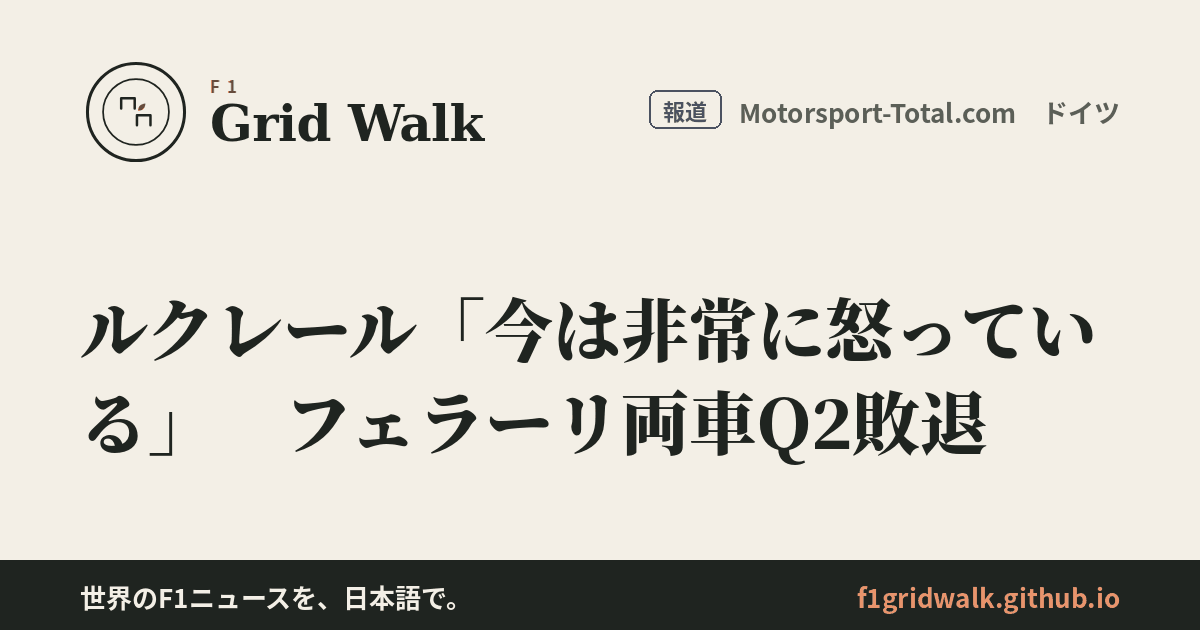 F1
Grid Walk
報道 Motorsport-Total.com ドイツ
ルクレール「今は非常に怒ってい
る」　フェラーリ両車Q2敗退
世界のF1ニュースを、日本語で。
f1gridwalk.github.io